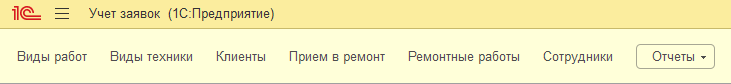 1С Учет заявок (1С:Предприятие)
Виды работ Виды техники Клиенты Прием в ремонт Ремонтные работы Сотрудники Отчеты